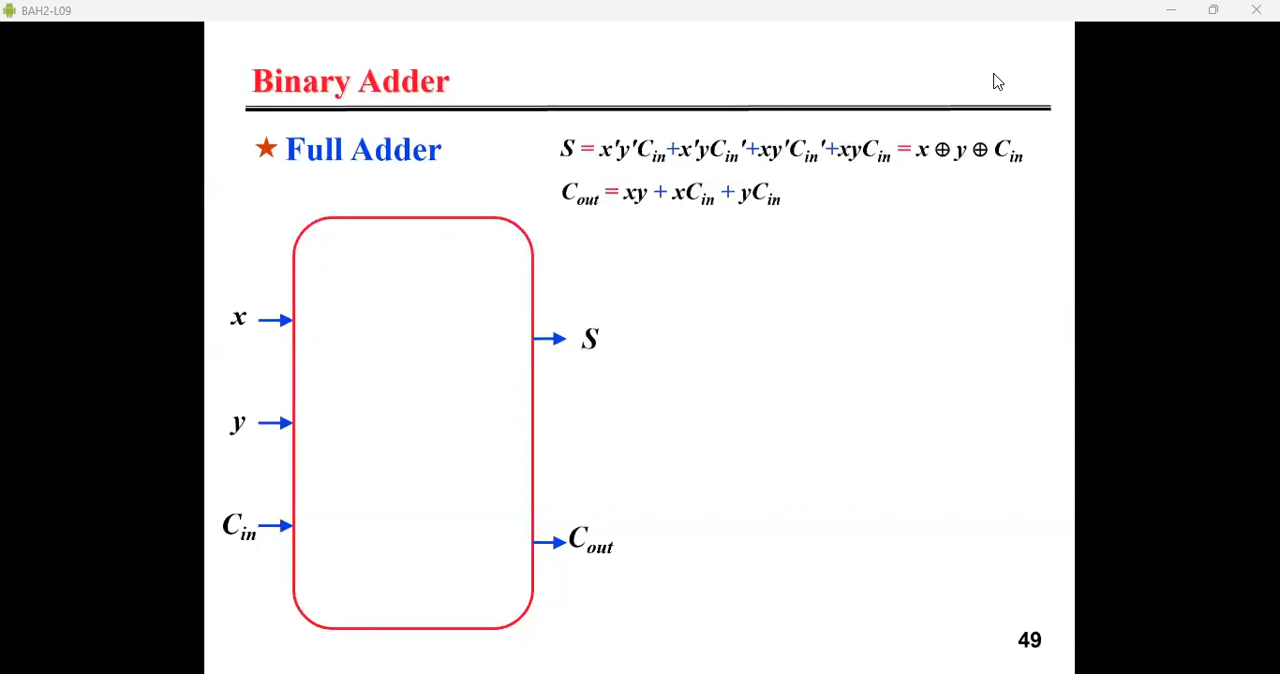 BAH2-L09
Binary Adder
★ Full Adder
S = x'y'Cin+x'yCin'+xy'Cin'+xyCin = x ⊕ y ⊕ Cin
Cout = xy + xCin + yCin
x
S
y
Cin
Cout
49